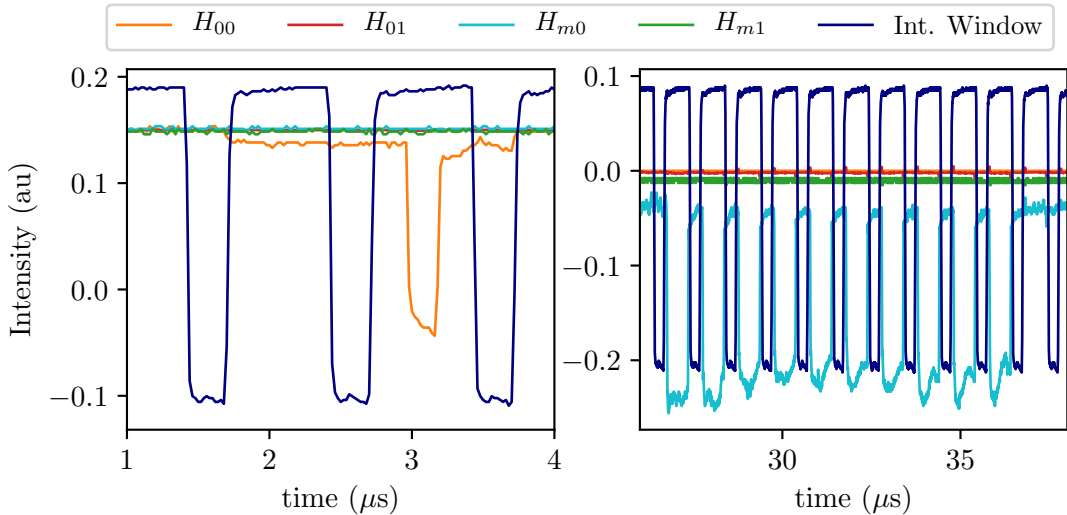 H₀₀ H₀₁ Hₘ₀ Hₘ₁ Int. Window
Intensity (au)
0.2
0.1
0.0
−0.1
1 2 3 4
time (μs)
0.1
0.0
−0.1
−0.2
30 35
time (μs)